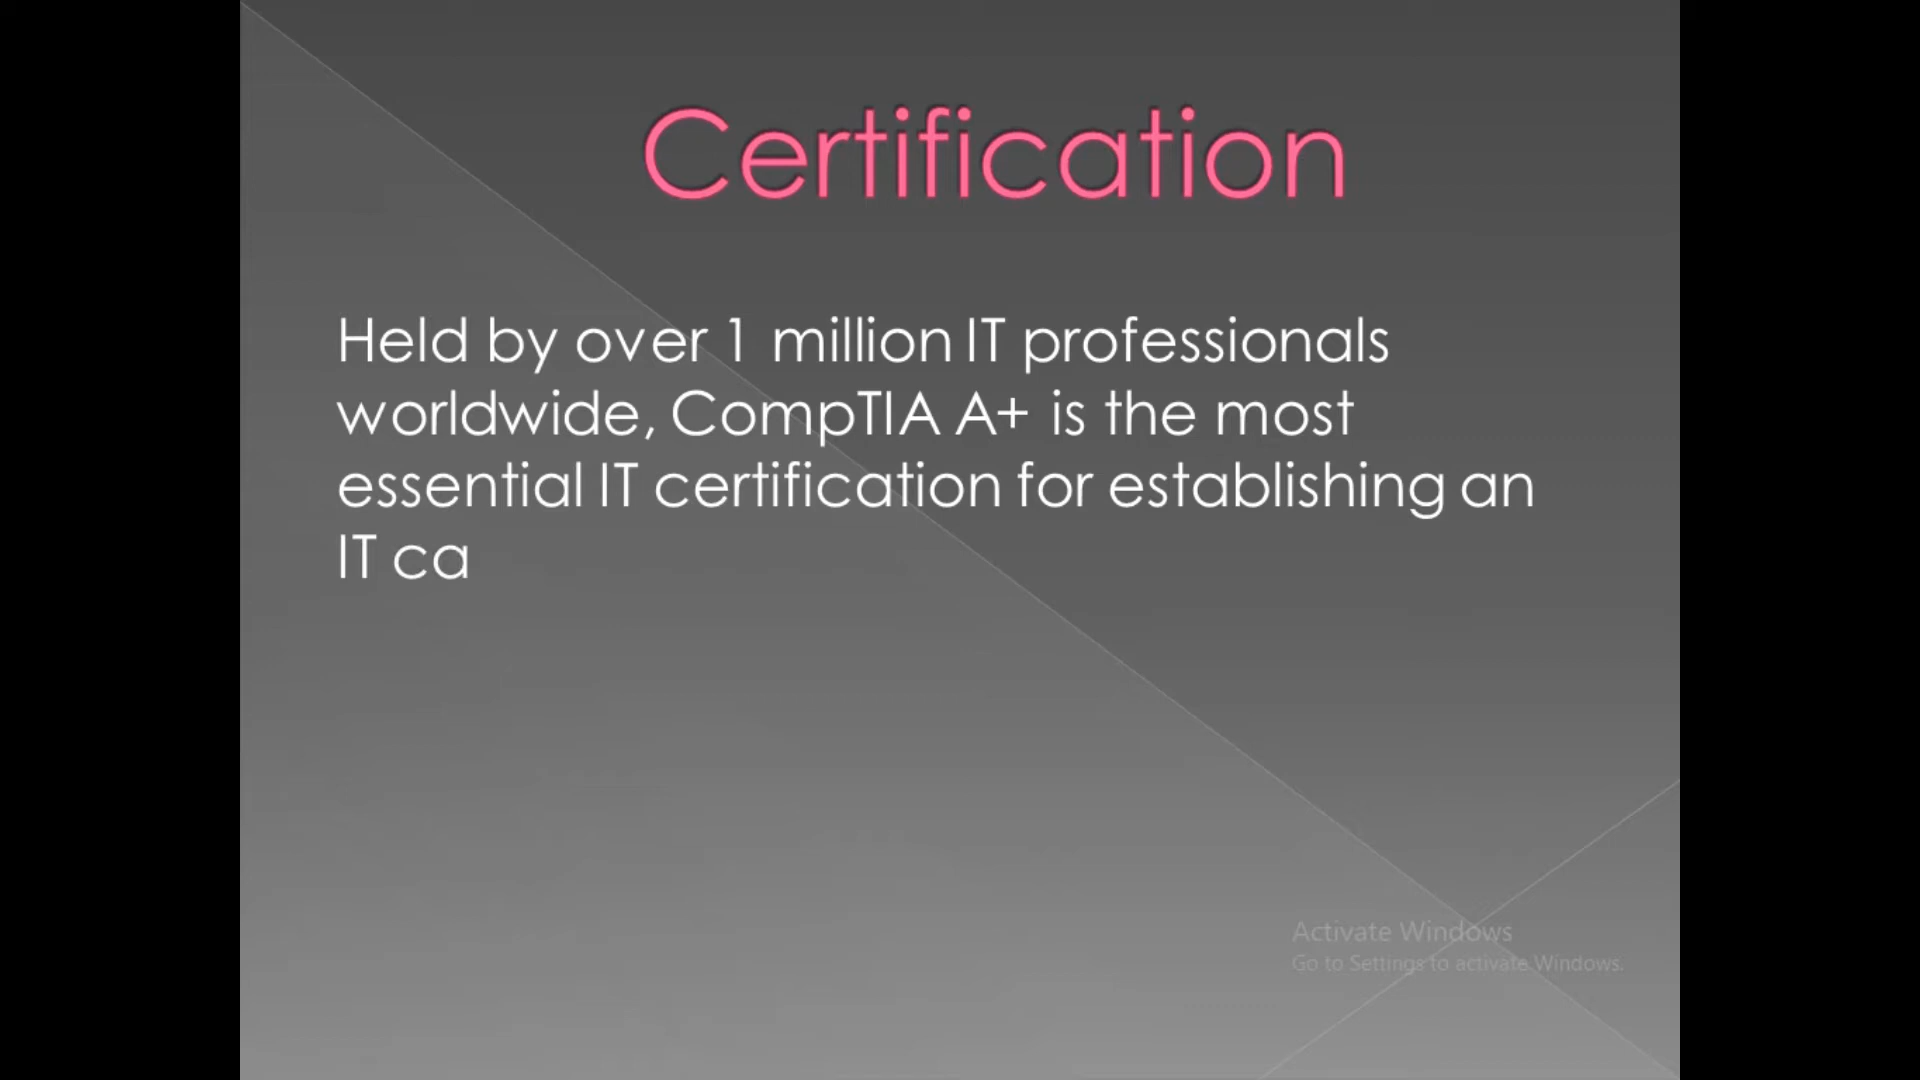 Certification
Held by over 1 million IT professionals
worldwide, CompTIA A+ is the most
essential IT certification for establishing an
IT ca
Activate Windows
Go to Settings to activate Windows.